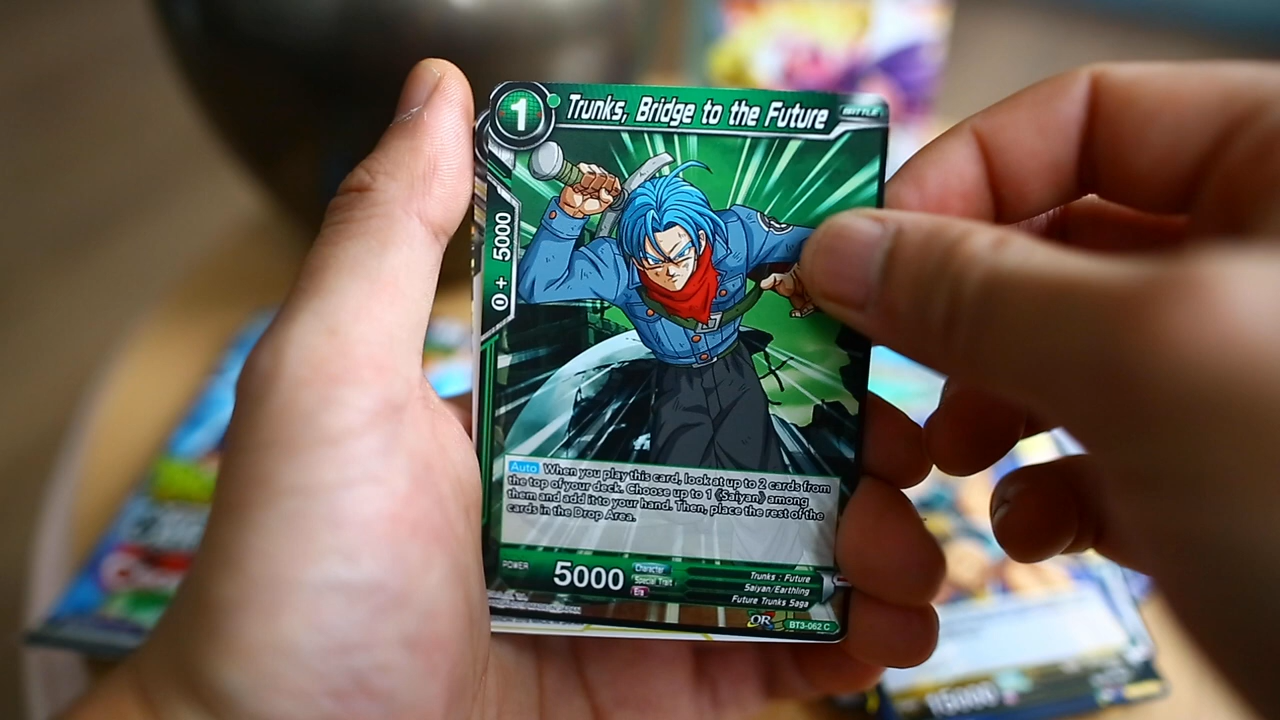 1
Trunks, Bridge to the Future
BATTLE
0 + 5000
Auto When you play this card, look at up to 2 cards from
the top of your deck. Choose up to 1 《Saiyan》 among
them and add it to your hand. Then, place the rest of the
cards in the Drop Area.
POWER
5000
Character
Trunks : Future
Special Trait
Saiyan/Earthling
Era
Future Trunks Saga
BT3-062 C
15000